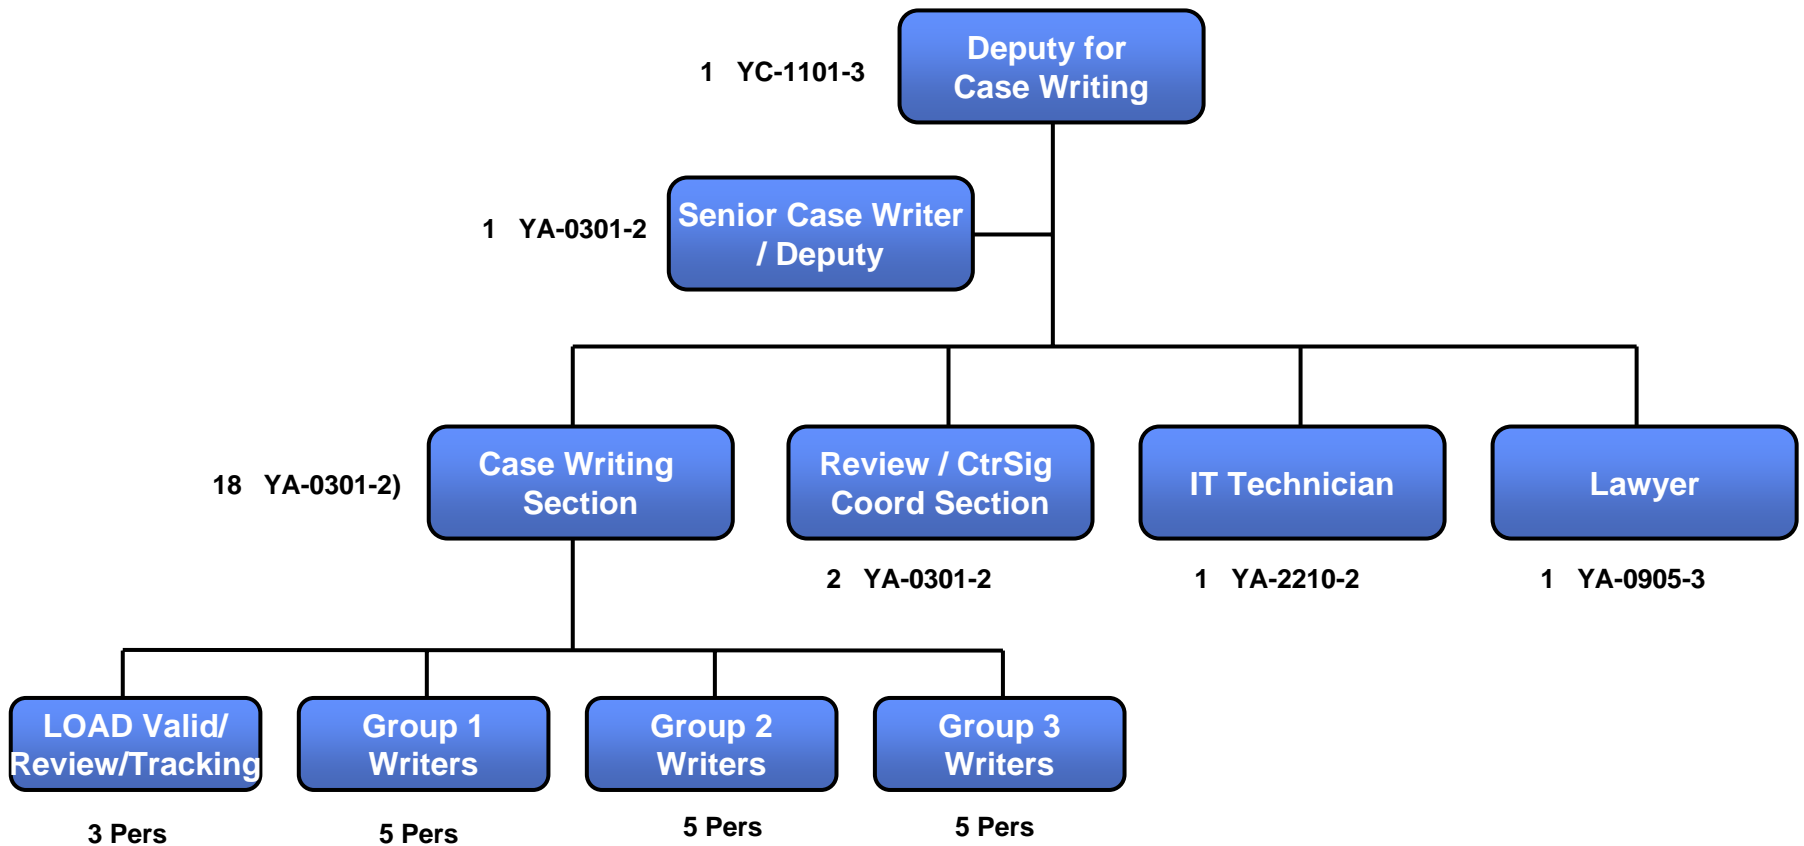 Deputy for
Case Writing
1 YC-1101-3
Senior Case Writer
/ Deputy
1 YA-0301-2
18 YA-0301-2)
Case Writing
Section
Review / CtrSig
Coord Section
IT Technician
Lawyer
2 YA-0301-2
1 YA-2210-2
1 YA-0905-3
LOAD Valid/
Review/Tracking
Group 1
Writers
Group 2
Writers
Group 3
Writers
3 Pers
5 Pers
5 Pers
5 Pers